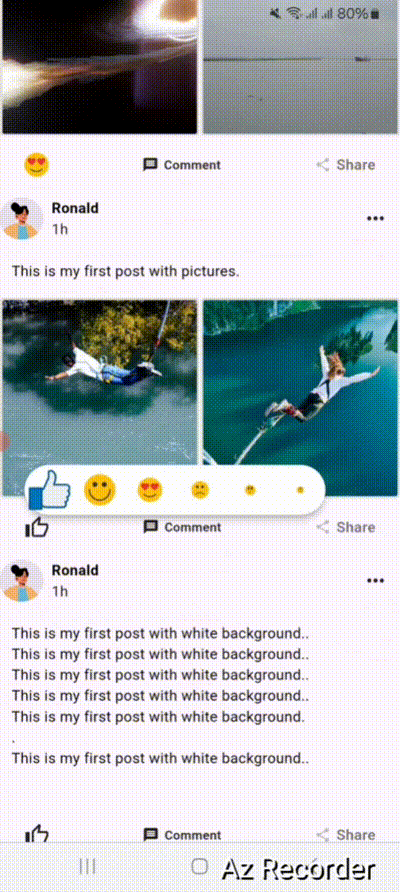 80%
Comment
Share
Ronald
1h
This is my first post with pictures.
Comment
Share
Ronald
1h
This is my first post with white background..
This is my first post with white background..
This is my first post with white background..
This is my first post with white background..
This is my first post with white background.
.
This is my first post with white background..
Comment
Share
Az Recorder